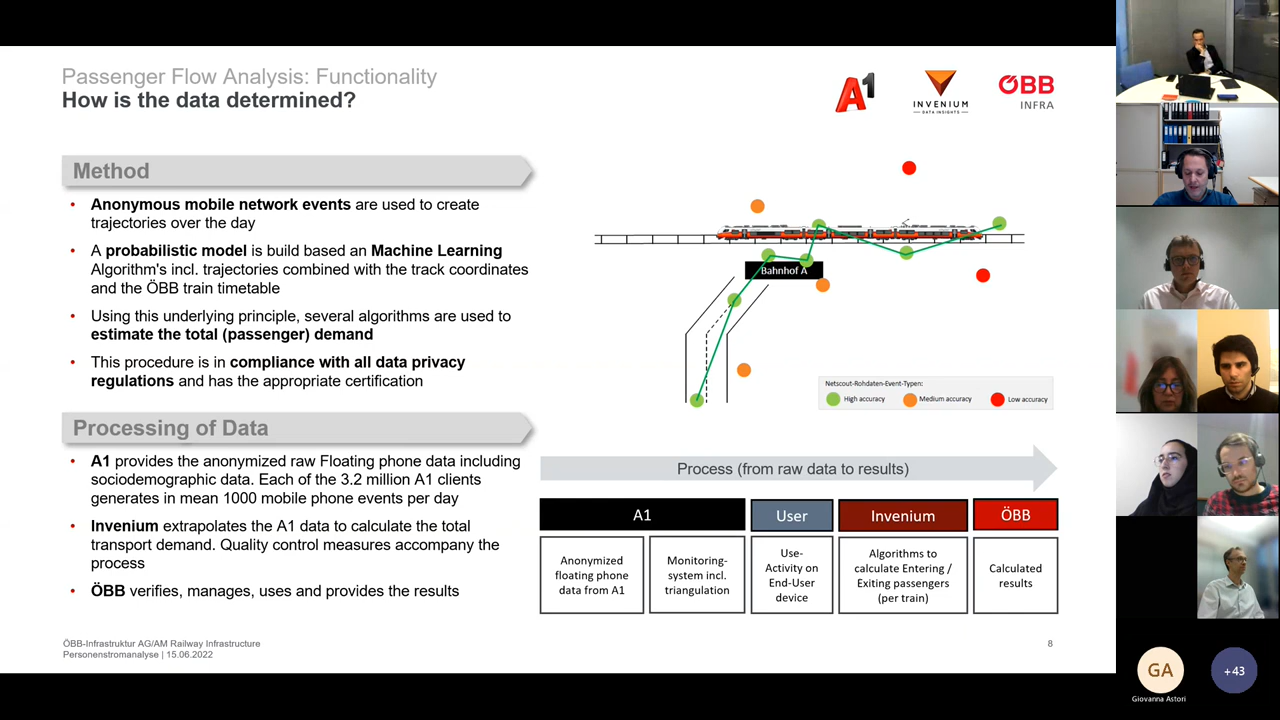 Passenger Flow Analysis: Functionality
How is the data determined?
A1
INVENIUM
DATA INSIGHTS
ÖBB
INFRA
Method
• Anonymous mobile network events are used to create
trajectories over the day
• A probabilistic model is build based an Machine Learning
Algorithm's incl. trajectories combined with the track coordinates
and the ÖBB train timetable
• Using this underlying principle, several algorithms are used to
estimate the total (passenger) demand
• This procedure is in compliance with all data privacy
regulations and has the appropriate certification
Bahnhof A
Netscout-Rohdaten-Event-Typen:
High accuracy
Medium accuracy
Low accuracy
Processing of Data
• A1 provides the anonymized raw Floating phone data including
sociodemographic data. Each of the 3.2 million A1 clients
generates in mean 1000 mobile phone events per day
• Invenium extrapolates the A1 data to calculate the total
transport demand. Quality control measures accompany the
process
• ÖBB verifies, manages, uses and provides the results
Process (from raw data to results)
A1
User
Invenium
ÖBB
Anonymized
floating phone
data from A1
Monitoring-
system incl.
triangulation
Use-
Activity on
End-User
device
Algorithms to
calculate Entering /
Exiting passengers
(per train)
Calculated
results
ÖBB-Infrastruktur AG/AM Railway Infrastructure
Personenstromanalyse | 15.06.2022
8
GA
Giovanna Astori
+43